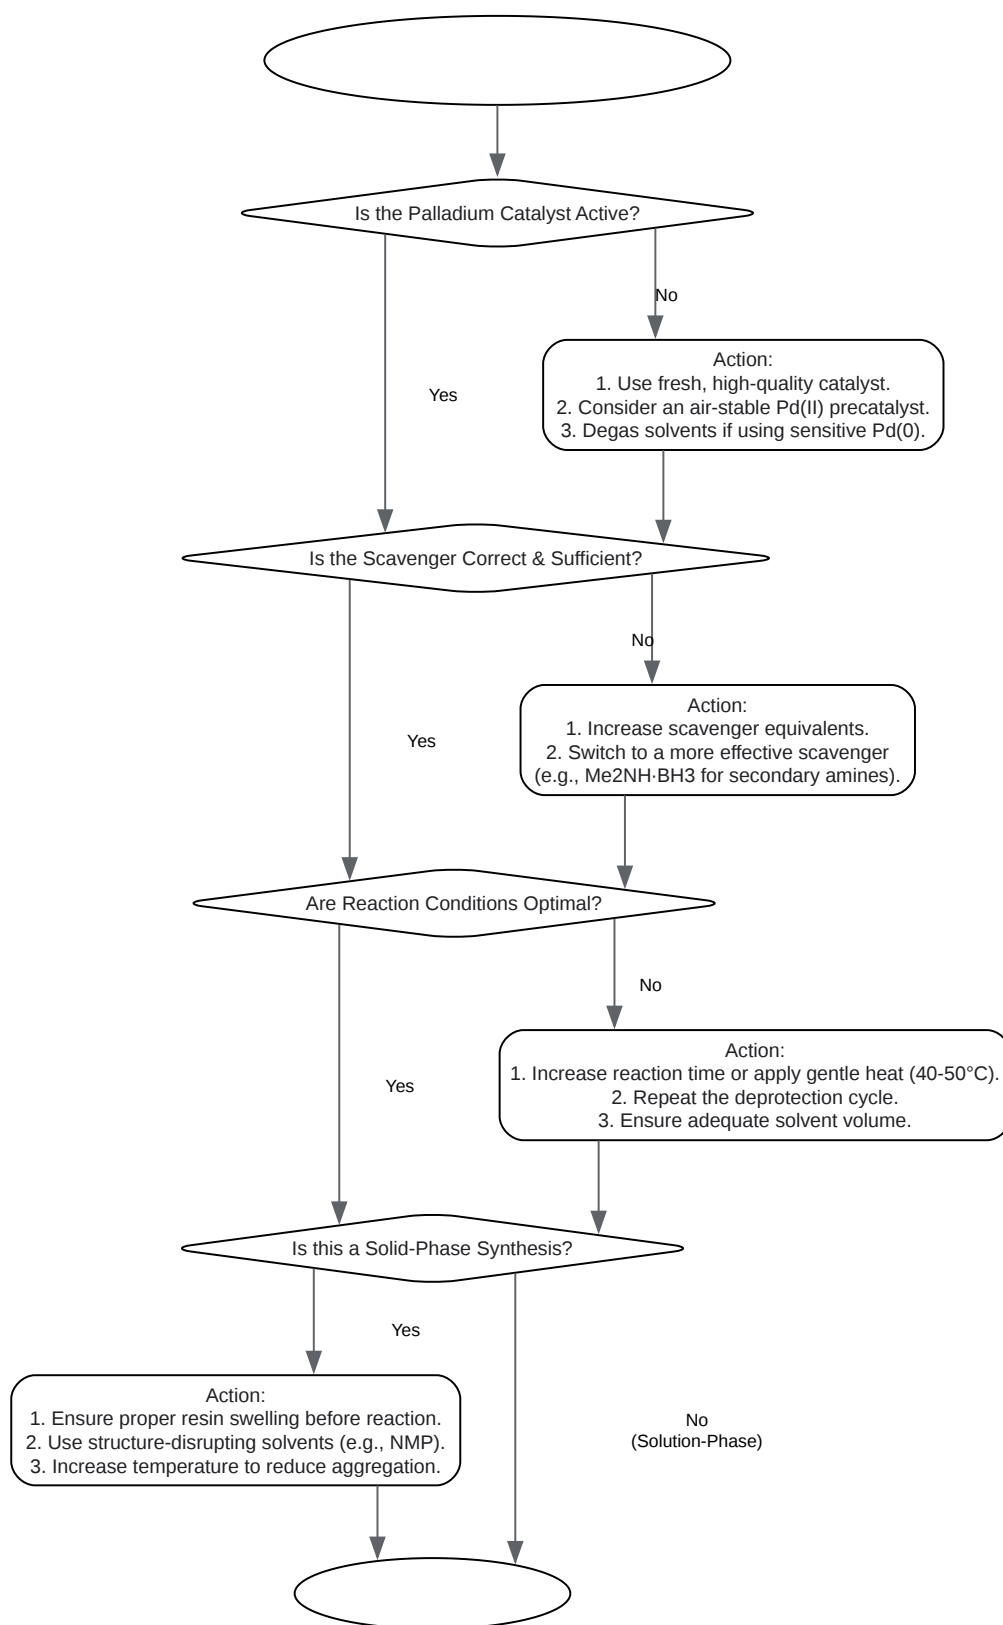 Is the Palladium Catalyst Active?
No
Yes
Action:
1. Use fresh, high-quality catalyst.
2. Consider an air-stable Pd(II) precatalyst.
3. Degas solvents if using sensitive Pd(0).
Is the Scavenger Correct & Sufficient?
No
Yes
Action:
1. Increase scavenger equivalents.
2. Switch to a more effective scavenger
(e.g., Me2NH·BH3 for secondary amines).
Are Reaction Conditions Optimal?
No
Yes
Action:
1. Increase reaction time or apply gentle heat (40-50°C).
2. Repeat the deprotection cycle.
3. Ensure adequate solvent volume.
Is this a Solid-Phase Synthesis?
Yes
Action:
1. Ensure proper resin swelling before reaction.
2. Use structure-disrupting solvents (e.g., NMP).
3. Increase temperature to reduce aggregation.
No
(Solution-Phase)